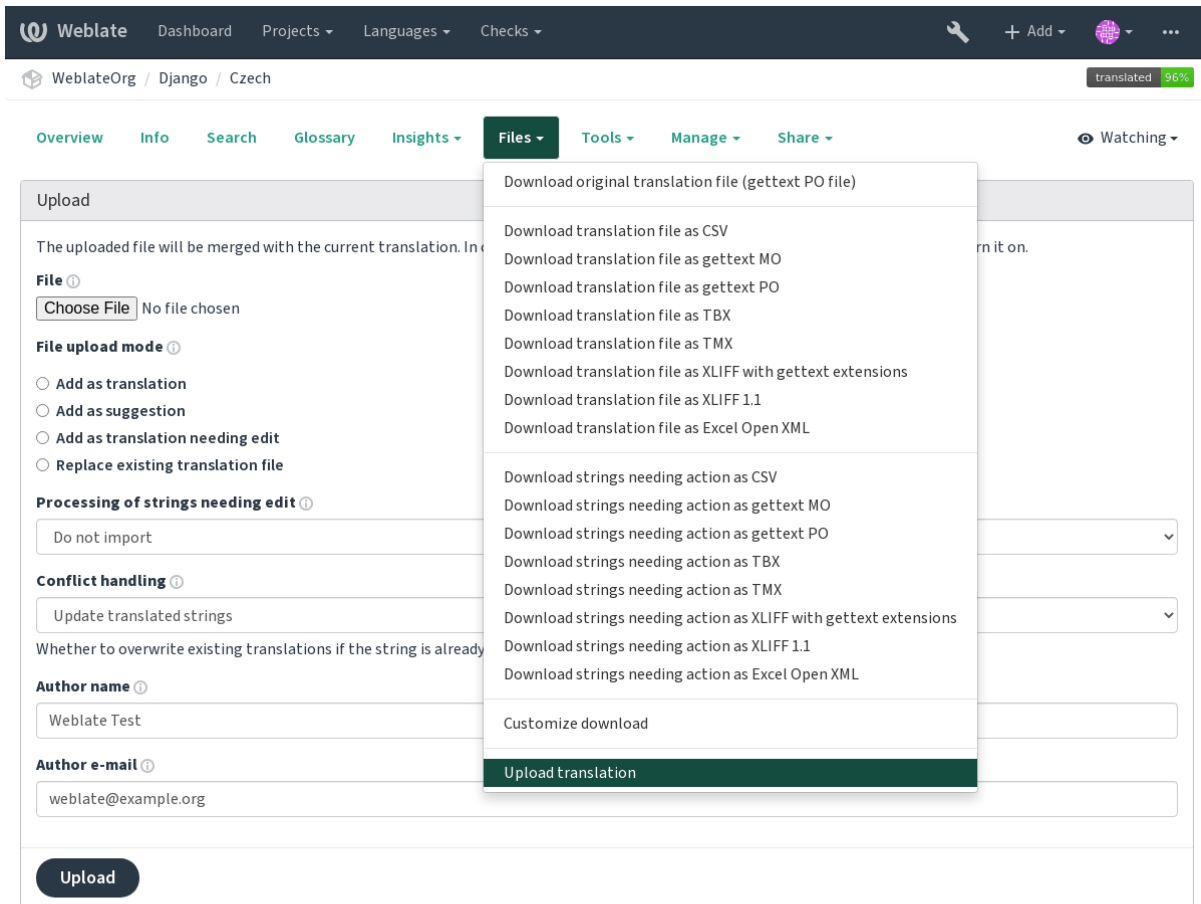 Weblate Dashboard Projects Languages Checks + Add ...
WeblateOrg / Django / Czech translated 96%
Overview Info Search Glossary Insights Files Tools Manage Share Watching
Upload
The uploaded file will be merged with the current translation. In rn it on.
File
Choose File No file chosen
File upload mode
Add as translation
Add as suggestion
Add as translation needing edit
Replace existing translation file
Processing of strings needing edit
Do not import
Conflict handling
Update translated strings
Whether to overwrite existing translations if the string is already
Author name
Weblate Test
Author e-mail
weblate@example.org
Upload
Download original translation file (gettext PO file)
Download translation file as CSV
Download translation file as gettext MO
Download translation file as gettext PO
Download translation file as TBX
Download translation file as TMX
Download translation file as XLIFF with gettext extensions
Download translation file as XLIFF 1.1
Download translation file as Excel Open XML
Download strings needing action as CSV
Download strings needing action as gettext MO
Download strings needing action as gettext PO
Download strings needing action as TBX
Download strings needing action as TMX
Download strings needing action as XLIFF with gettext extensions
Download strings needing action as XLIFF 1.1
Download strings needing action as Excel Open XML
Customize download
Upload translation